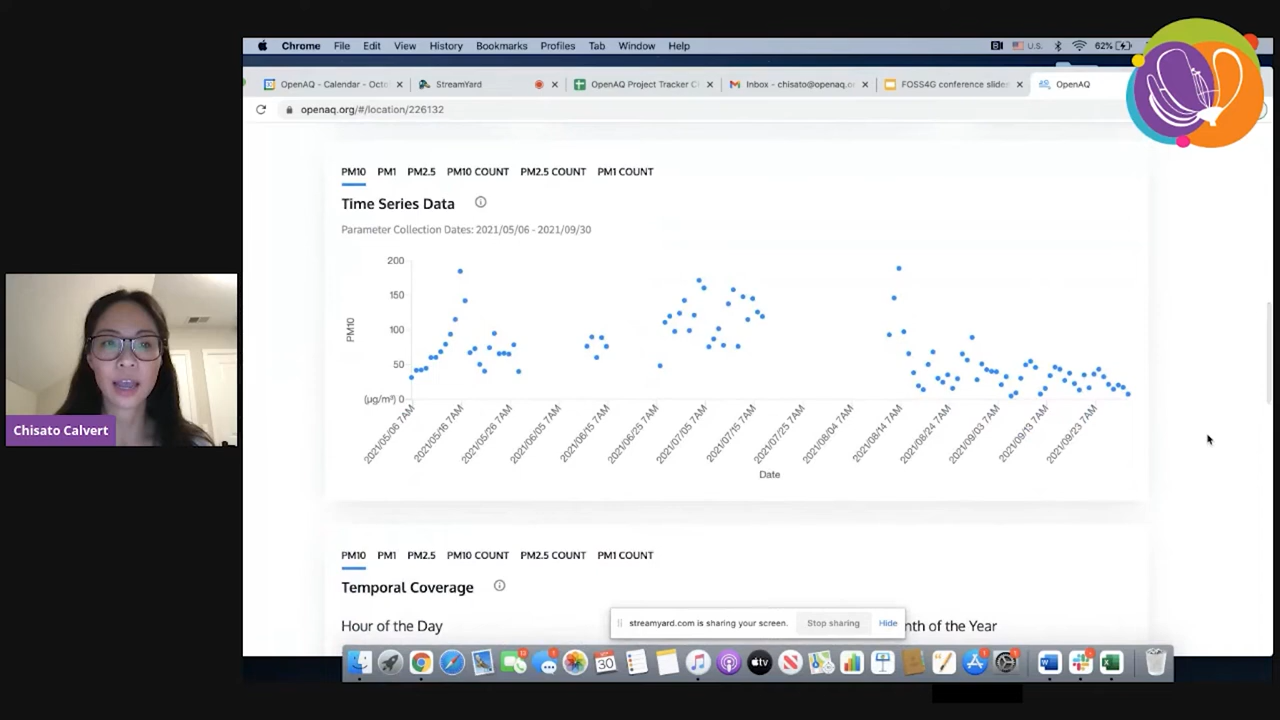 Chrome File Edit View History Bookmarks Profiles Tab Window Help U.S. 62%
OpenAQ - Calendar - Octo StreamYard OpenAQ Project Tracker C Inbox - chisato@openaq.or FOSS4G conference slides OpenAQ
openaq.org/#/location/226132
PM10 PM1 PM2.5 PM10 COUNT PM2.5 COUNT PM1 COUNT
Time Series Data
Parameter Collection Dates: 2021/05/06 - 2021/09/30
200
150
100
50
(µg/m³) 0
PM10
2021/05/06 7AM 2021/05/16 7AM 2021/05/26 7AM 2021/06/05 7AM 2021/06/15 7AM 2021/06/25 7AM 2021/07/05 7AM 2021/07/15 7AM 2021/07/25 7AM 2021/08/04 7AM 2021/08/14 7AM 2021/08/24 7AM 2021/09/03 7AM 2021/09/13 7AM 2021/09/23 7AM
Date
Chisato Calvert
PM10 PM1 PM2.5 PM10 COUNT PM2.5 COUNT PM1 COUNT
Temporal Coverage
Hour of the Day nth of the Year
streamyard.com is sharing your screen. Stop sharing Hide
30 tv